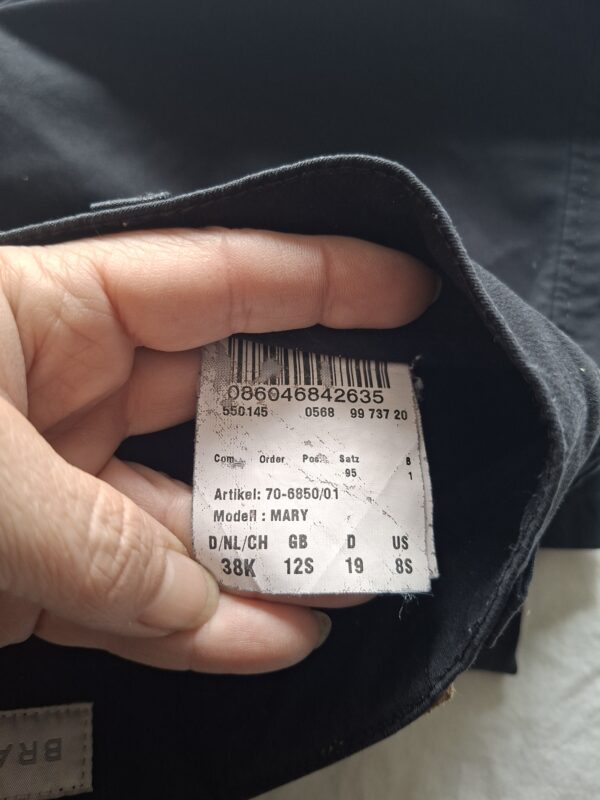 086046842635
550145 0568 99 737 20
Com Order Pos. Satz B
95 1
Artikel: 70-6850/01
Modell : MARY
D/NL/CH GB D US
38K 12S 19 8S
BRA